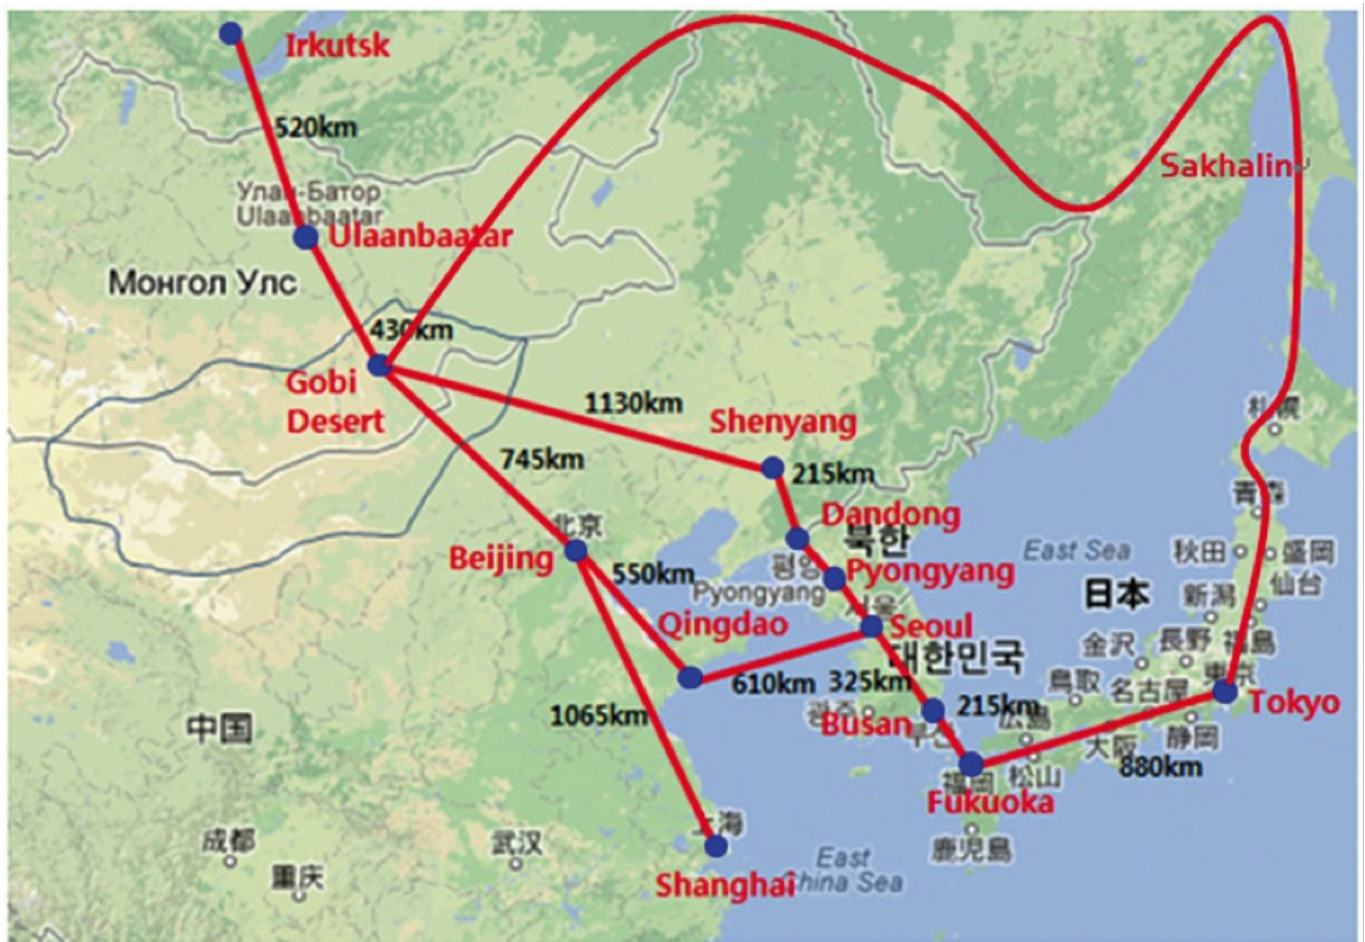 Irkutsk
520km
Улан-Батор
Ulaanbaatar
Ulaanbaatar
Sakhalin
Монгол Улс
430km
Gobi
Desert
1130km
Shenyang
札幌
745km
215km
Dandong
青森
北京
Beijing
550km
북한
East Sea
秋田
盛岡
평양
Pyongyang
Pyongyang
日本
仙台
新潟
서울
Seoul
Qingdao
대한민국
金沢
長野
福島
610km
325km
鳥取
名古屋
東京
Tokyo
1065km
광주
Busan
215km
부산
広島
大阪
静岡
中国
880km
福岡
松山
Fukuoka
上海
成都
武汉
鹿児島
重庆
East
China Sea
Shanghai